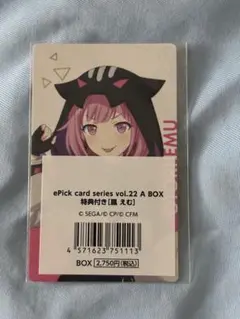 ePick card series vol.22 A BOX
特典付き[鳳 えむ]
© SEGA/© CP/© CFM
4 571623 751113
BOX 2,750円(税込)
EMU